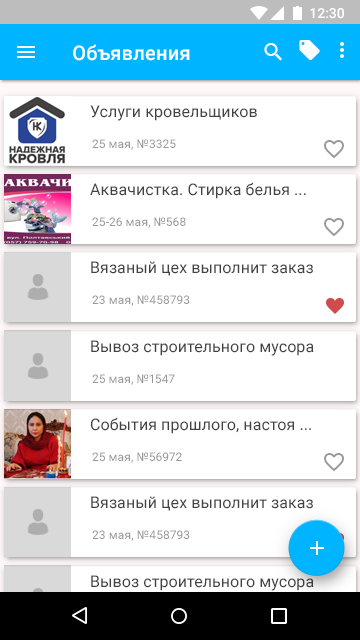 12:30
Объявления
Услуги кровельщиков
25 мая, №3325
НАДЕЖНАЯ
КРОВЛЯ
АКВАЧИ
Аквачистка. Стирка белья ...
25-26 мая, №568
Вязаный цех выполнит заказ
23 мая, №458793
Вывоз строительного мусора
25 мая, №1547
События прошлого, настоя ...
25 мая, №56972
Вязаный цех выполнит заказ
23 мая, №458793
Вывоз строительного мусора